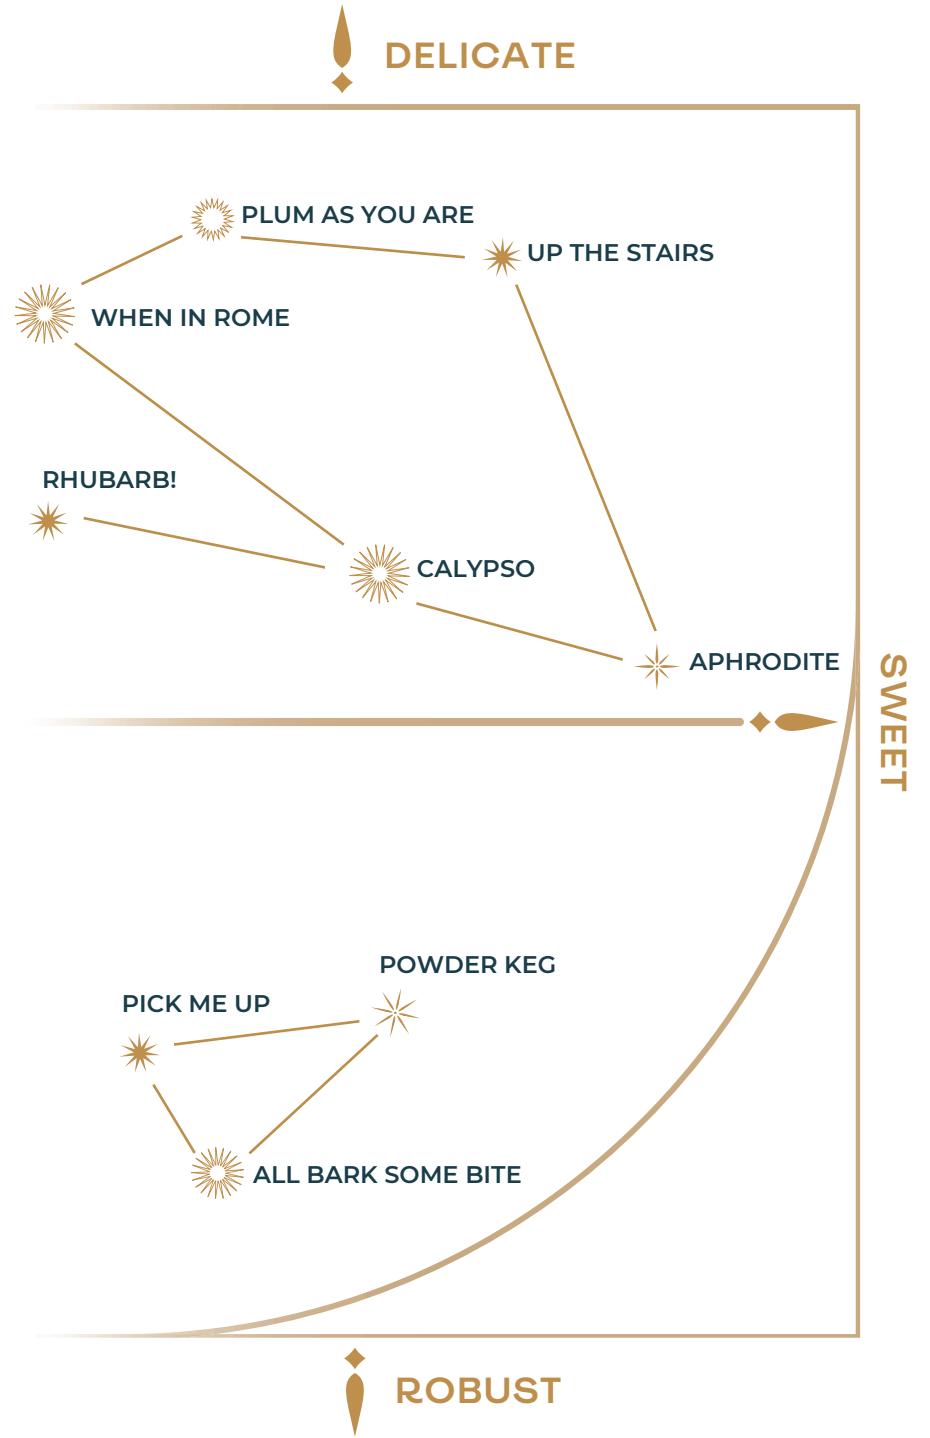 DELICATE
PLUM AS YOU ARE
UP THE STAIRS
WHEN IN ROME
RHUBARB!
CALYPSO
APHRODITE
SWEET
POWDER KEG
PICK ME UP
ALL BARK SOME BITE
ROBUST